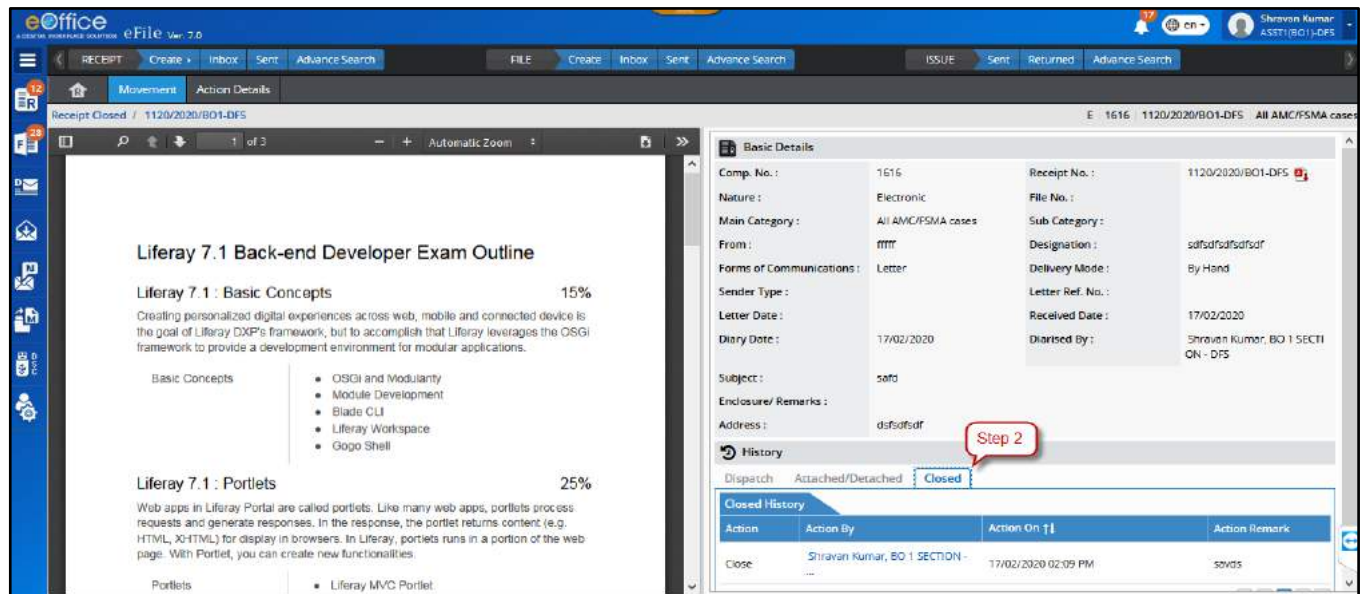 eOffice
A DIGITAL WORKPLACE SOLUTION
eFile Ver. 7.0
17
en
Shravan Kumar
ASST1(BO1)-DFS
RECEIPT Create Inbox Sent Advance Search FILE Create Inbox Sent Advance Search ISSUE Sent Returned Advance Search
12
R
Movement Action Details
Receipt Closed / 1120/2020/BO1-DFS E 1616 1120/2020/BO1-DFS All AMC/FSMA cases
28
F
1 of 3 - + Automatic Zoom
Liferay 7.1 Back-end Developer Exam Outline
Liferay 7.1 : Basic Concepts 15%
Creating personalized digital experiences across web, mobile and connected device is
the goal of Liferay DXP's framework, but to accomplish that Liferay leverages the OSGi
framework to provide a development environment for modular applications.
Basic Concepts
• OSGi and Modularity
• Module Development
• Blade CLI
• Liferay Workspace
• Gogo Shell
Liferay 7.1 : Portlets 25%
Web apps in Liferay Portal are called portlets. Like many web apps, portlets process
requests and generate responses. In the response, the portlet returns content (e.g.
HTML, XHTML) for display in browsers. In Liferay, portlets runs in a portion of the web
page. With Portlet, you can create new functionalities.
Portlets
• Liferay MVC Portlet
Basic Details
Comp. No. : 1616 Receipt No. : 1120/2020/BO1-DFS
Nature : Electronic File No. :
Main Category : All AMC/FSMA cases Sub Category :
From : fffff Designation : sdfsdfsdfsdfsdf
Forms of Communications : Letter Delivery Mode : By Hand
Sender Type : Letter Ref. No. :
Letter Date : Received Date : 17/02/2020
Diary Date : 17/02/2020 Diarised By : Shravan Kumar, BO 1 SECTI
ON - DFS
Subject : safd
Enclosure/ Remarks :
Address : dsfsdfsdf
Step 2
History
Dispatch Attached/Detached Closed
Closed History
Action Action By Action On Action Remark
Close Shravan Kumar, BO 1 SECTION -
... 17/02/2020 02:09 PM savds